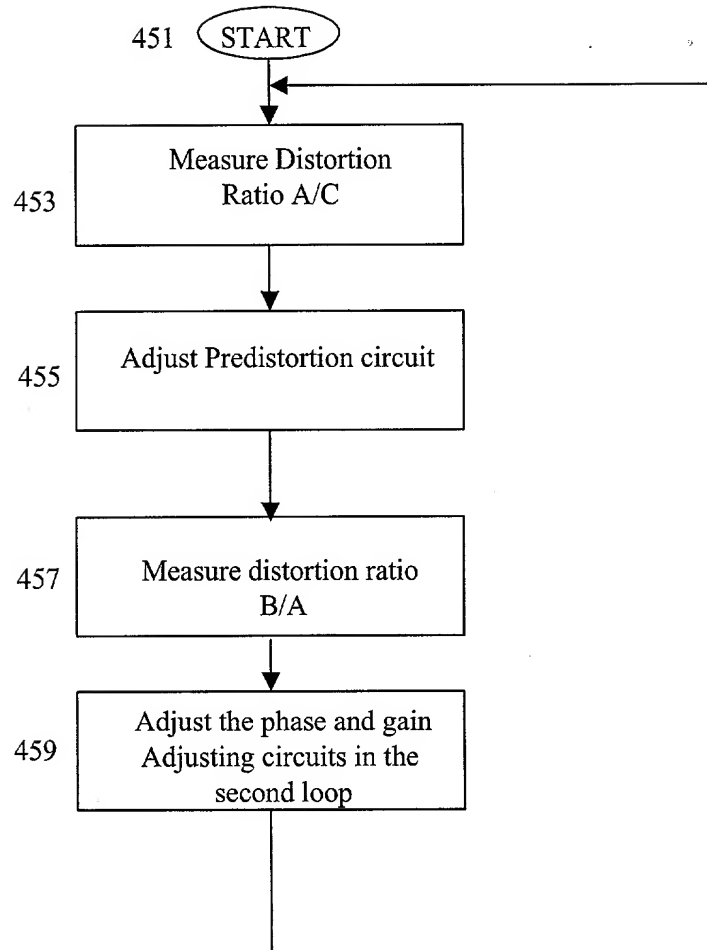 451 START
Measure Distortion
Ratio A/C
453
Adjust Predistortion circuit
455
Measure distortion ratio
B/A
457
Adjust the phase and gain
Adjusting circuits in the
second loop
459